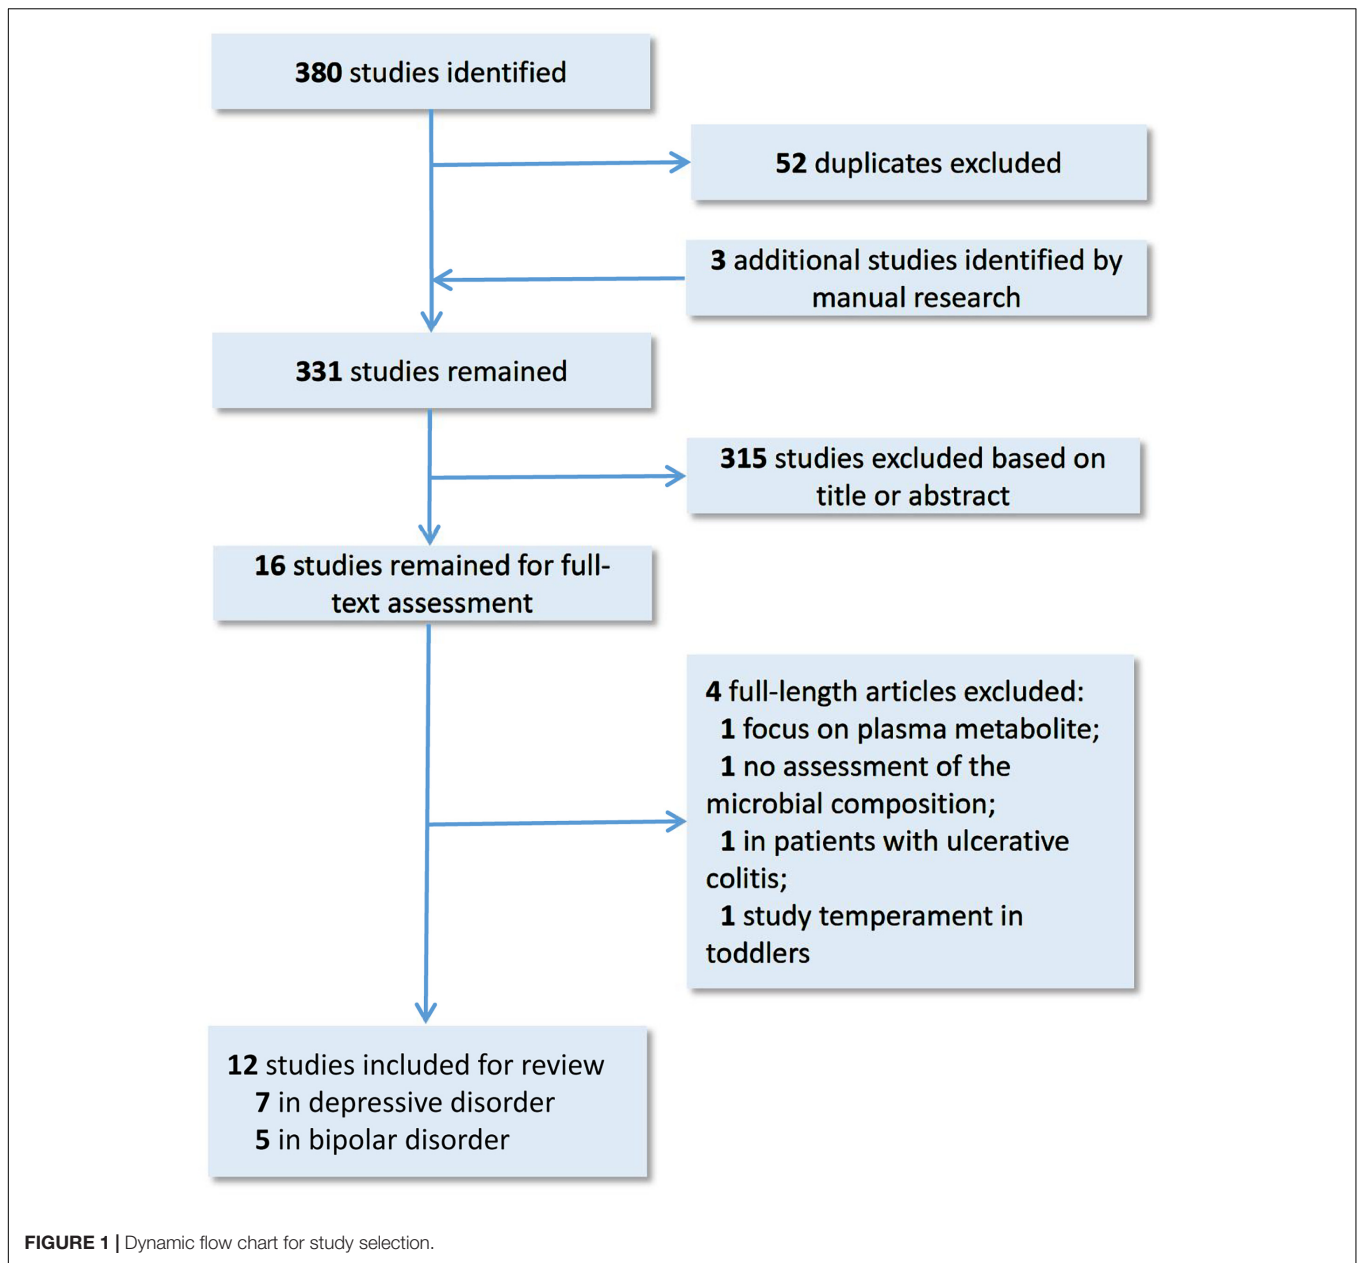 380 studies identified
52 duplicates excluded
3 additional studies identified by
manual research
331 studies remained
315 studies excluded based on
title or abstract
16 studies remained for full-
text assessment
4 full-length articles excluded:
1 focus on plasma metabolite;
1 no assessment of the
microbial composition;
1 in patients with ulcerative
colitis;
1 study temperament in
toddlers
12 studies included for review
7 in depressive disorder
5 in bipolar disorder
FIGURE 1 | Dynamic flow chart for study selection.